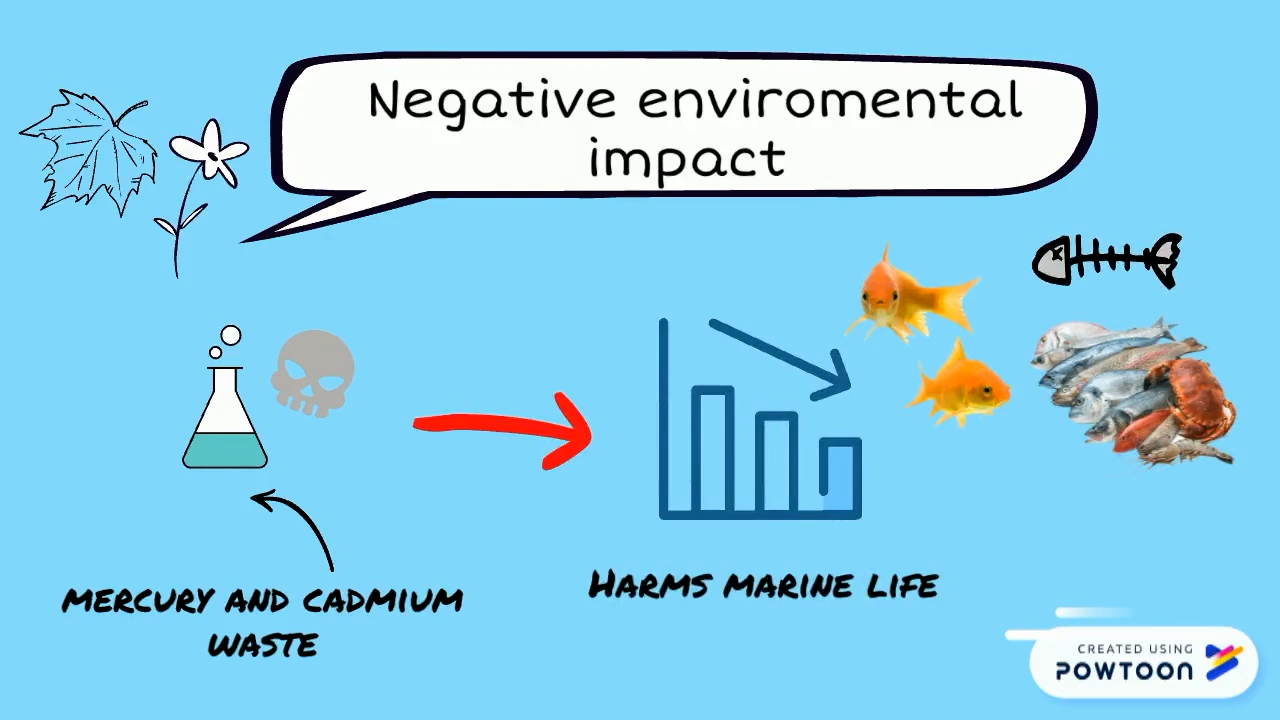 Negative enviromental
impact
MERCURY AND CADMIUM
WASTE
HARMS MARINE LIFE
CREATED USING
POWTOON